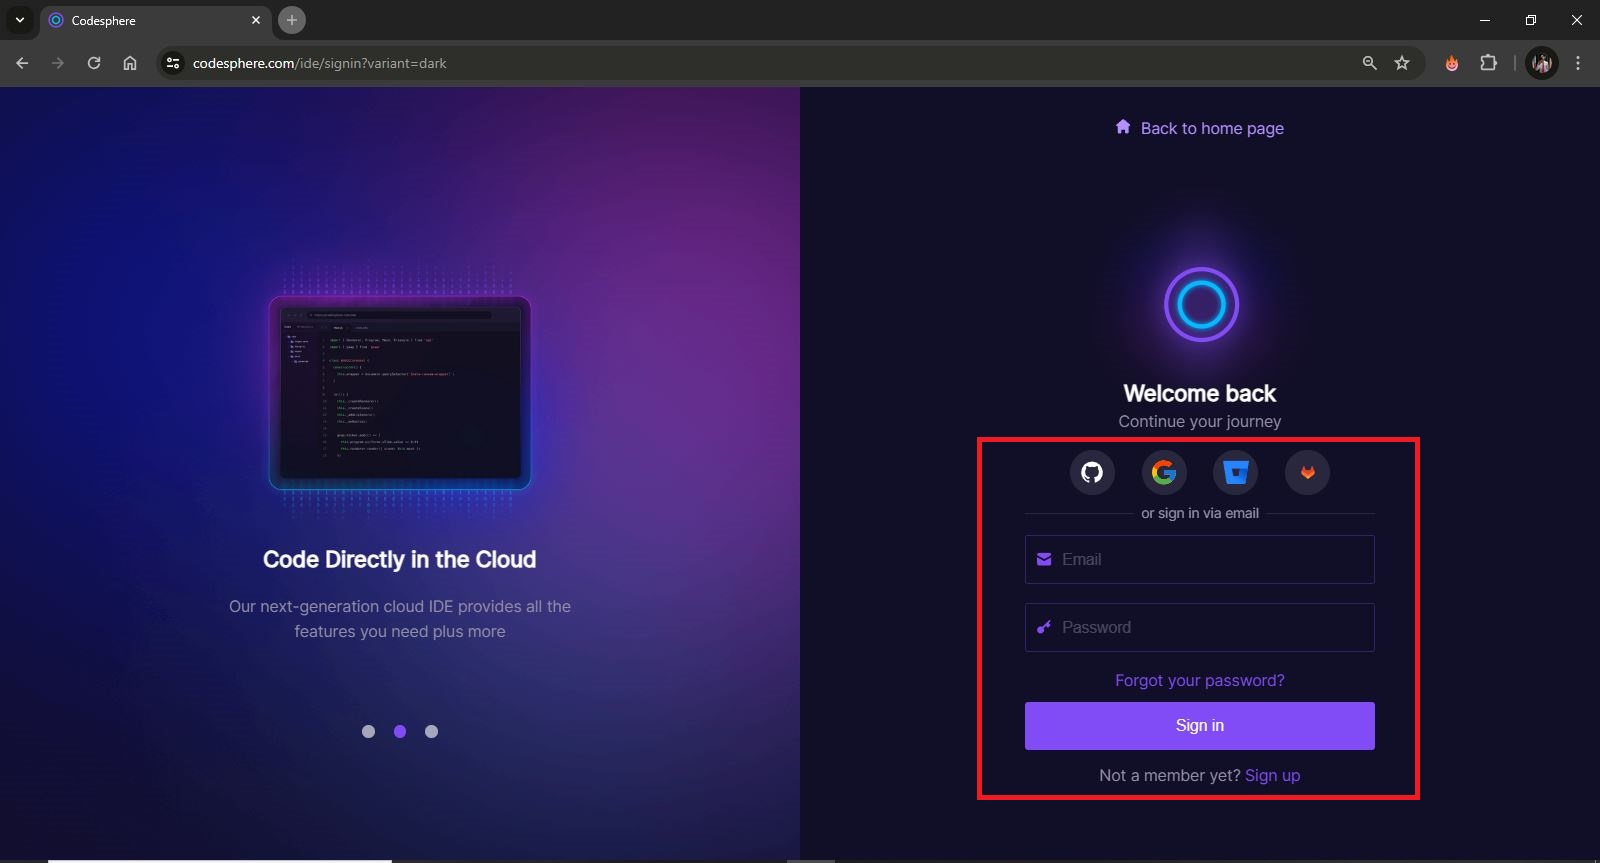 Codesphere
codesphere.com/ide/signin?variant=dark
Back to home page
Welcome back
Continue your journey
or sign in via email
Email
Password
Forgot your password?
Sign in
Not a member yet? Sign up
Code Directly in the Cloud
Our next-generation cloud IDE provides all the
features you need plus more